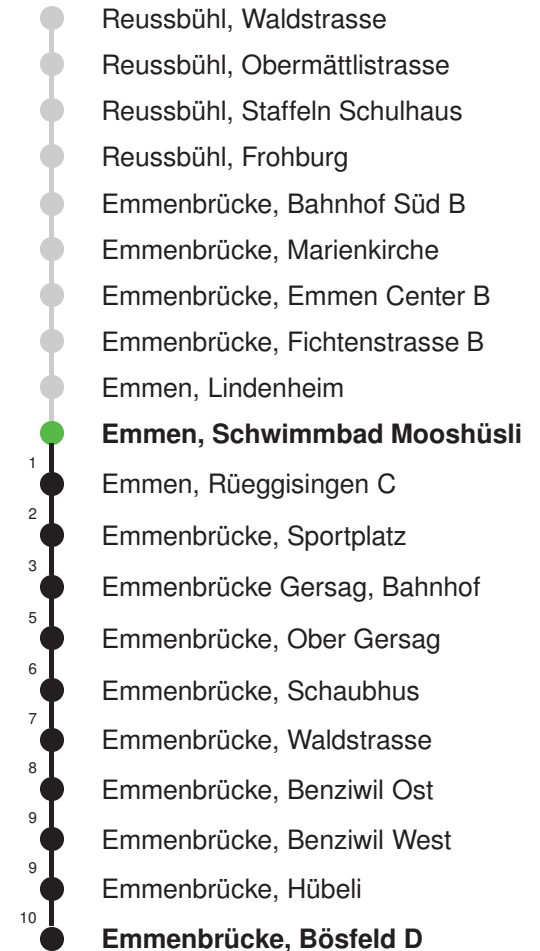 Reussbühl, Waldstrasse
Reussbühl, Obermättlistrasse
Reussbühl, Staffeln Schulhaus
Reussbühl, Frohburg
Emmenbrücke, Bahnhof Süd B
Emmenbrücke, Marienkirche
Emmenbrücke, Emmen Center B
Emmenbrücke, Fichtenstrasse B
Emmen, Lindenheim
Emmen, Schwimmbad Mooshüsli
1 Emmen, Rüeggisingen C
2 Emmenbrücke, Sportplatz
3 Emmenbrücke Gersag, Bahnhof
5 Emmenbrücke, Ober Gersag
6 Emmenbrücke, Schaubhus
7 Emmenbrücke, Waldstrasse
8 Emmenbrücke, Benziwil Ost
9 Emmenbrücke, Benziwil West
9 Emmenbrücke, Hübeli
10 Emmenbrücke, Bösfeld D